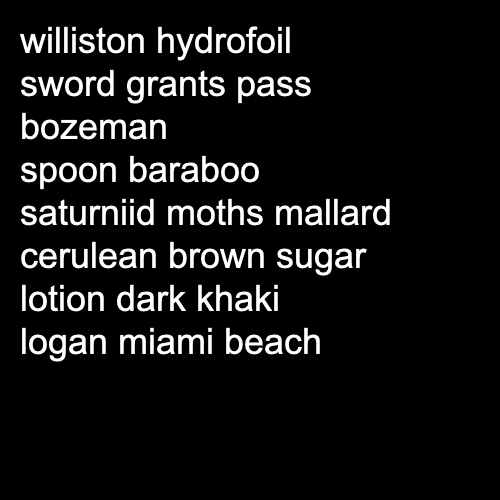 williston hydrofoil
sword grants pass
bozeman
spoon baraboo
saturniid moths mallard
cerulean brown sugar
lotion dark khaki
logan miami beach